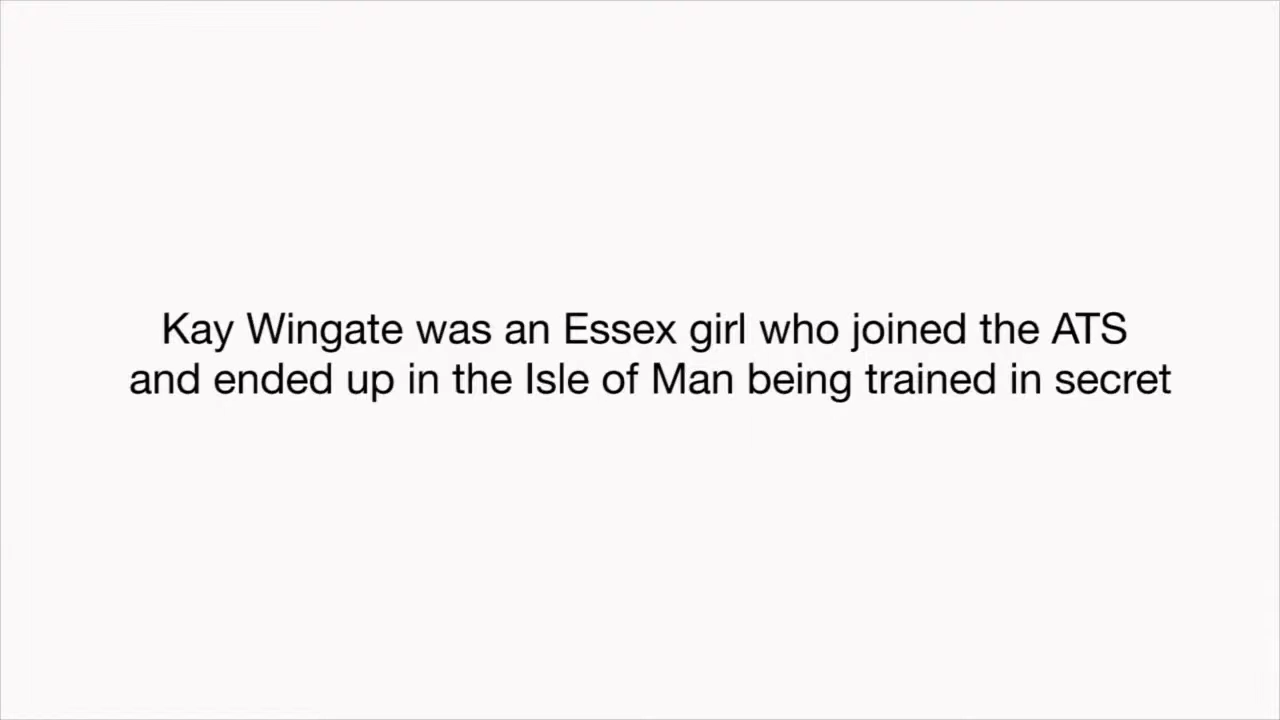 Kay Wingate was an Essex girl who joined the ATS
and ended up in the Isle of Man being trained in secret